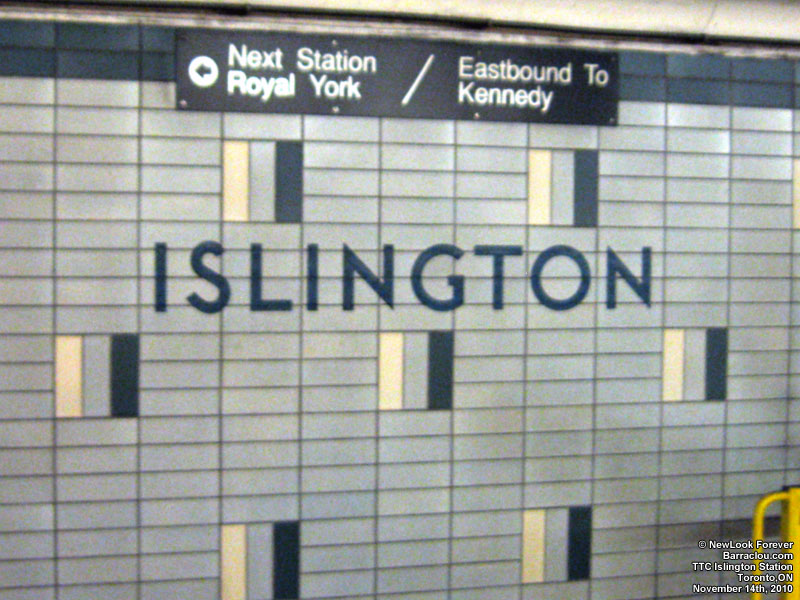 Next Station
Royal York
/
Eastbound To
Kennedy
ISLINGTON
© NewLook Forever
Barraclou.com
TTC Islington Station
Toronto,ON
November 14th, 2010